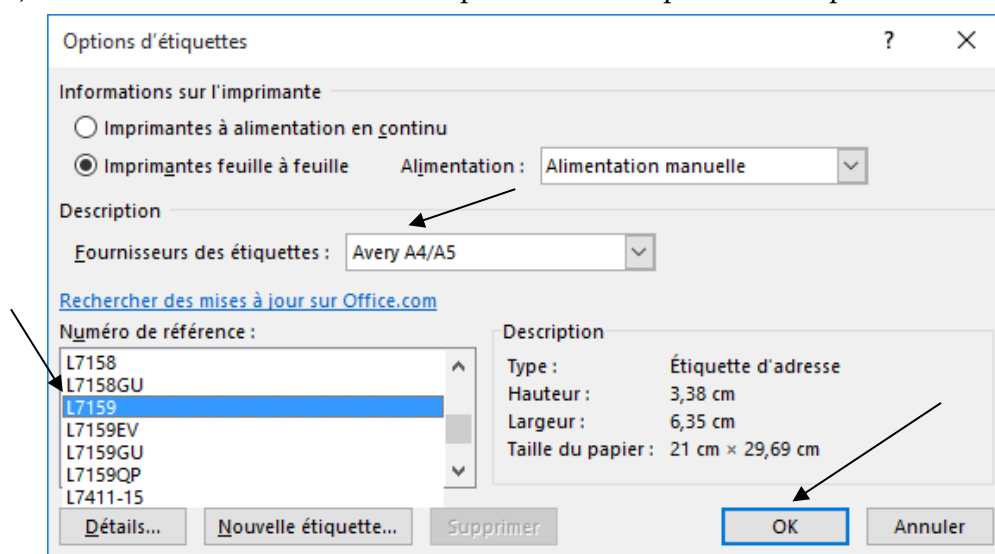 Options d'étiquettes ?
Informations sur l'imprimante
Imprimantes à alimentation en continu
Imprimantes feuille à feuille Alimentation : Alimentation manuelle
Description
Fournisseurs des étiquettes : Avery A4/A5
Rechercher des mises à jour sur Office.com
Numéro de référence :
L7158
L7158GU
L7159
L7159EV
L7159GU
L7159QP
L7411-15
Description
Type : Étiquette d'adresse
Hauteur : 3,38 cm
Largeur : 6,35 cm
Taille du papier : 21 cm × 29,69 cm
Détails... Nouvelle étiquette... Supprimer OK Annuler